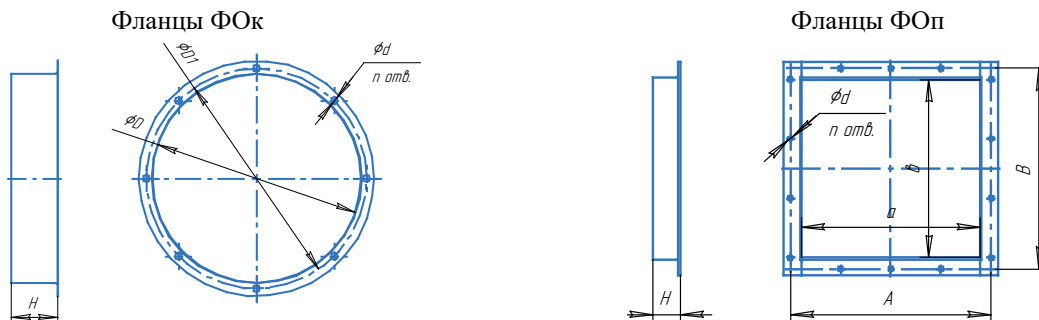 Фланцы ФОк
Фланцы ФОп
ϕD1
ϕd
n отв.
ϕD
H
ϕd
n отв.
b
B
a
H
A